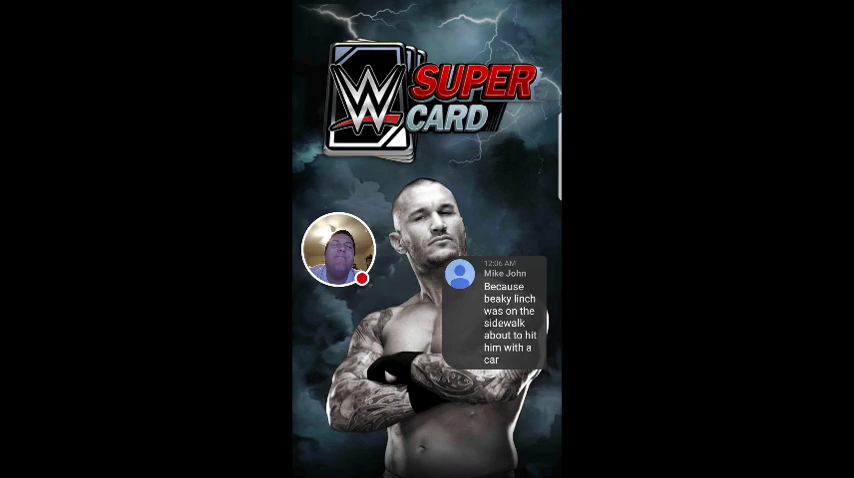 W
SUPER
CARD
12:06 AM
Mike John
Because
beaky linch
was on the
sidewalk
about to hit
him with a
car